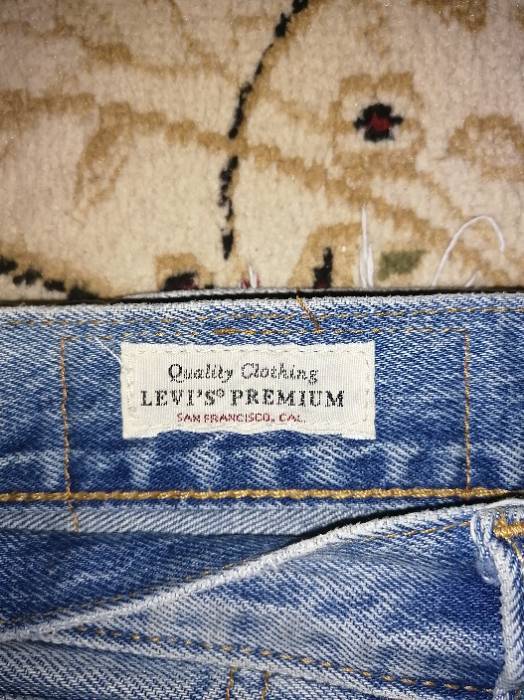 Quality Clothing
LEVI'S® PREMIUM
SAN FRANCISCO, CAL.